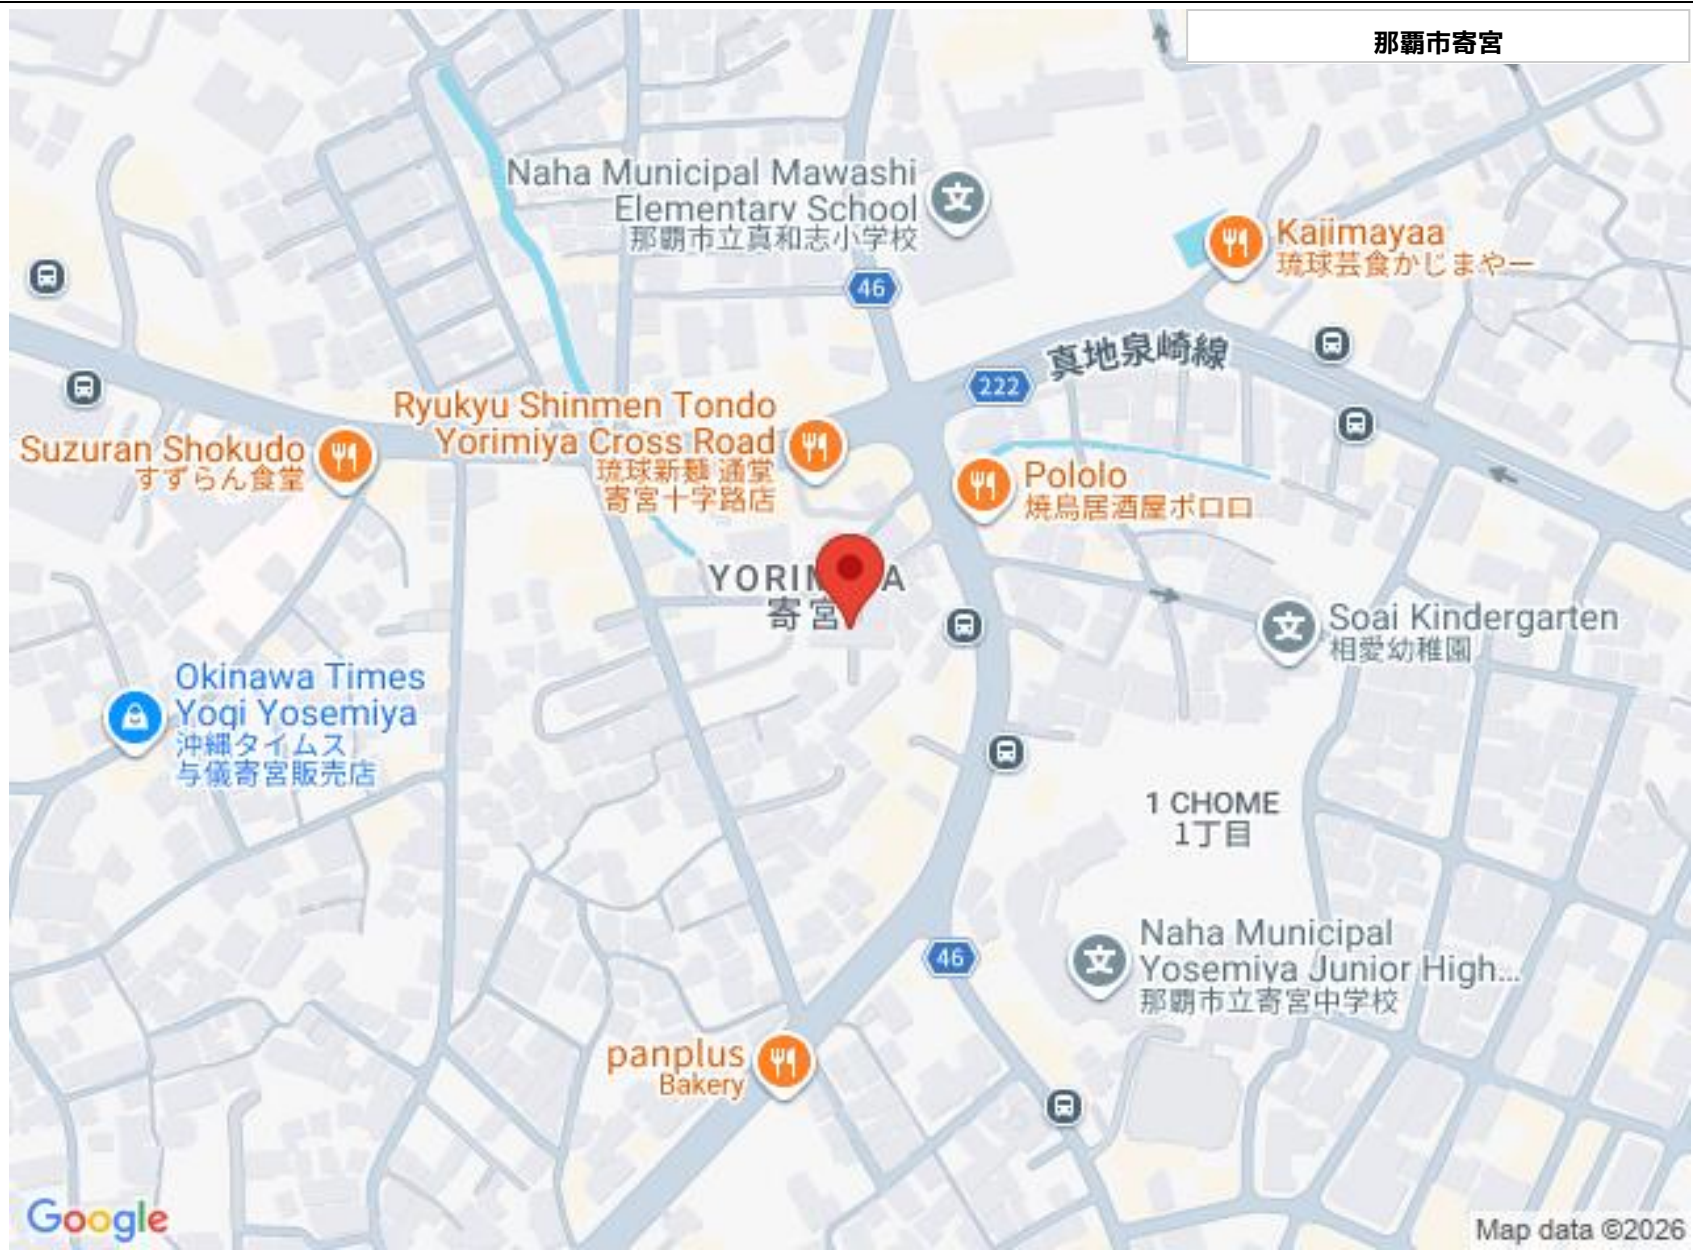 那覇市寄宮
Naha Municipal Mawashi
Elementary School
那覇市立真和志小学校
46
Kajimayaa
琉球芸食かじまやー
真地泉崎線
222
Ryukyu Shinmen Tondo
Yorimiya Cross Road
琉球新麺 通堂
寄宮十字路店
Suzuran Shokudo
すずらん食堂
Pololo
焼鳥居酒屋ポロロ
寄宮
Soai Kindergarten
相愛幼稚園
Okinawa Times
Yogi Yosemiya
沖縄タイムス
与儀寄宮販売店
1 CHOME
1丁目
Naha Municipal
Yosemiya Junior High...
那覇市立寄宮中学校
46
panplus
Bakery
Google
Map data ©2026